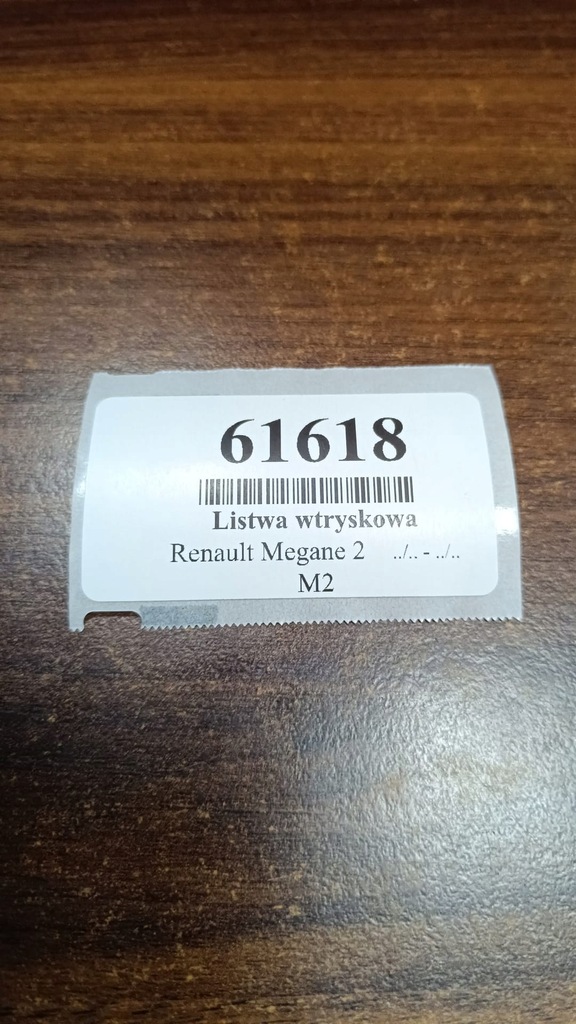 61618
Listwa wtryskowa
Renault Megane 2 ../.. - ../..
M2